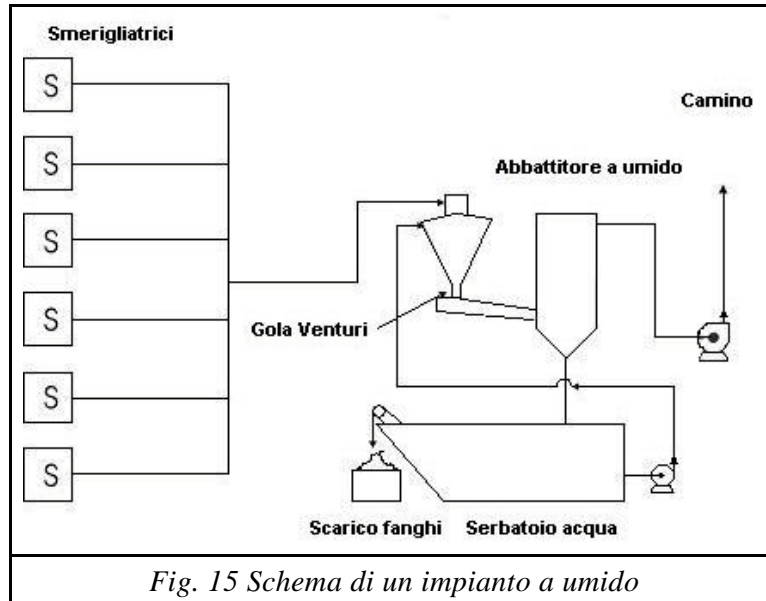 Smerigliatrici
S
S
S
S
S
S
Camino
Abbattitore a umido
Gola Venturi
Scarico fanghi
Serbatoio acqua
Fig. 15 Schema di un impianto a umido